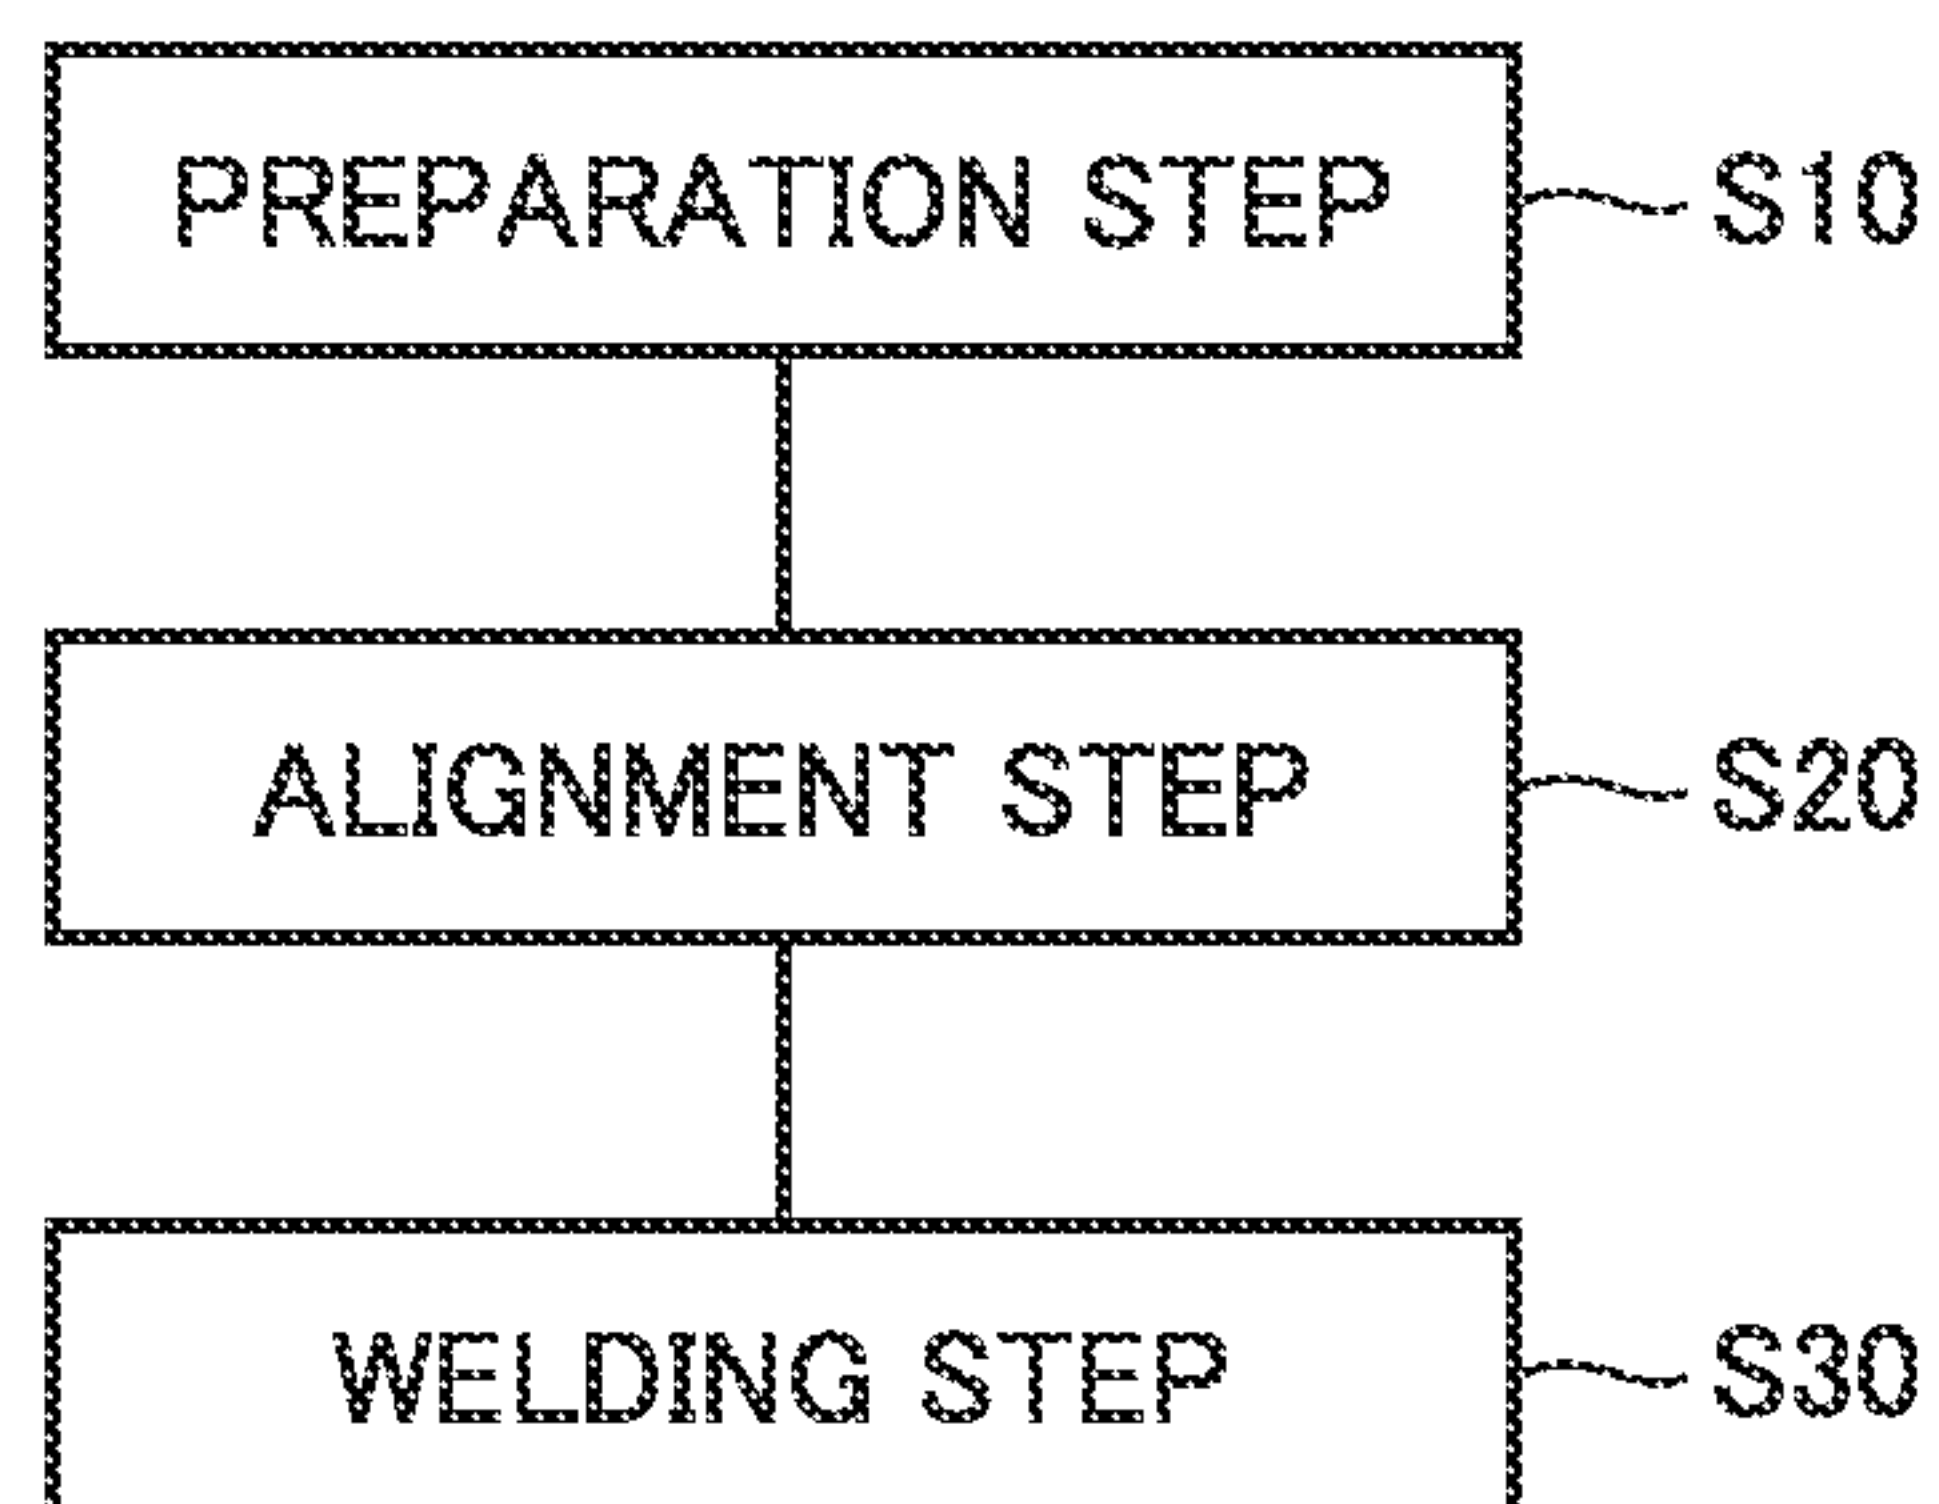 PREPARATION STEP S10
ALIGNMENT STEP S20
WELDING STEP S30